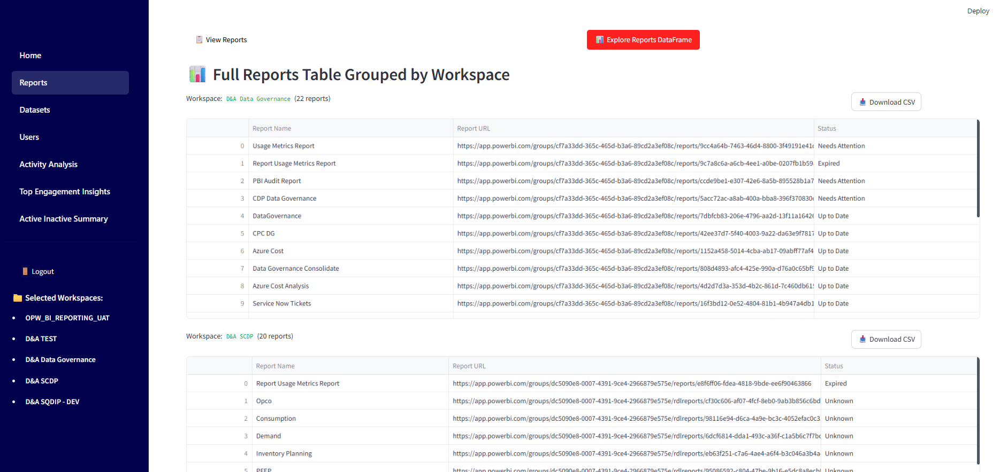 Deploy
Home
Reports
Datasets
Users
Activity Analysis
Top Engagement Insights
Active Inactive Summary
Logout
Selected Workspaces:
• OPW_BI_REPORTING_UAT
• D&A TEST
• D&A Data Governance
• D&A SCDP
• D&A SQDIP - DEV
View Reports
Explore Reports DataFrame
Full Reports Table Grouped by Workspace
Workspace: D&A Data Governance (22 reports)
Download CSV
Report Name Report URL Status
0 Usage Metrics Report https://app.powerbi.com/groups/cf7a33dd-365c-465d-b3a6-89cd2a3ef08c/reports/9cc4a64b-7463-46d4-8800-3f49191e41 Needs Attention
1 Report Usage Metrics Report https://app.powerbi.com/groups/cf7a33dd-365c-465d-b3a6-89cd2a3ef08c/reports/9c7a8c6a-a6cb-4ee1-a0be-0207fb1b59 Expired
2 PBI Audit Report https://app.powerbi.com/groups/cf7a33dd-365c-465d-b3a6-89cd2a3ef08c/reports/ccde9be1-e307-42e6-8a5b-895528b1a7 Needs Attention
3 CDP Data Governance https://app.powerbi.com/groups/cf7a33dd-365c-465d-b3a6-89cd2a3ef08c/reports/5acc72ac-a8ab-400a-bba8-396f370830 Needs Attention
4 DataGovernance https://app.powerbi.com/groups/cf7a33dd-365c-465d-b3a6-89cd2a3ef08c/reports/7dbfcb83-206e-4796-aa2d-13f11a1642 Up to Date
5 CPC DG https://app.powerbi.com/groups/cf7a33dd-365c-465d-b3a6-89cd2a3ef08c/reports/42ee37d7-5f40-4003-9a22-da63e9f7817 Up to Date
6 Azure Cost https://app.powerbi.com/groups/cf7a33dd-365c-465d-b3a6-89cd2a3ef08c/reports/1152a458-5014-4cba-ab17-09abff77af4 Up to Date
7 Data Governance Consolidate https://app.powerbi.com/groups/cf7a33dd-365c-465d-b3a6-89cd2a3ef08c/reports/808d4893-afc4-425e-990a-d76a0c65bf9 Up to Date
8 Azure Cost Analysis https://app.powerbi.com/groups/cf7a33dd-365c-465d-b3a6-89cd2a3ef08c/reports/4d2d7d3a-353d-4b2c-861d-7c460db61 Up to Date
9 Service Now Tickets https://app.powerbi.com/groups/cf7a33dd-365c-465d-b3a6-89cd2a3ef08c/reports/16f3bd12-0e52-4804-81b1-4b947a4db1 Up to Date
Workspace: D&A SCDP (20 reports)
Download CSV
Report Name Report URL Status
0 Report Usage Metrics Report https://app.powerbi.com/groups/dc5090e8-0007-4391-9ce4-2966879e575e/reports/e8f6ff06-fdea-4818-9bde-ee6f90463866 Expired
1 Opco https://app.powerbi.com/groups/dc5090e8-0007-4391-9ce4-2966879e575e/rdlreports/cf30c606-af07-4fcf-8eb0-9ab3b856c6bd Unknown
2 Consumption https://app.powerbi.com/groups/dc5090e8-0007-4391-9ce4-2966879e575e/rdlreports/98116e94-d6ca-4a9e-bc3c-4052efac0c3 Unknown
3 Demand https://app.powerbi.com/groups/dc5090e8-0007-4391-9ce4-2966879e575e/rdlreports/6dcf6814-dda1-493c-a36f-c1a5b6c7f7b Unknown
4 Inventory Planning https://app.powerbi.com/groups/dc5090e8-0007-4391-9ce4-2966879e575e/rdlreports/eb63f251-c7a6-4ae4-a6f4-b3c046a3b4a Unknown